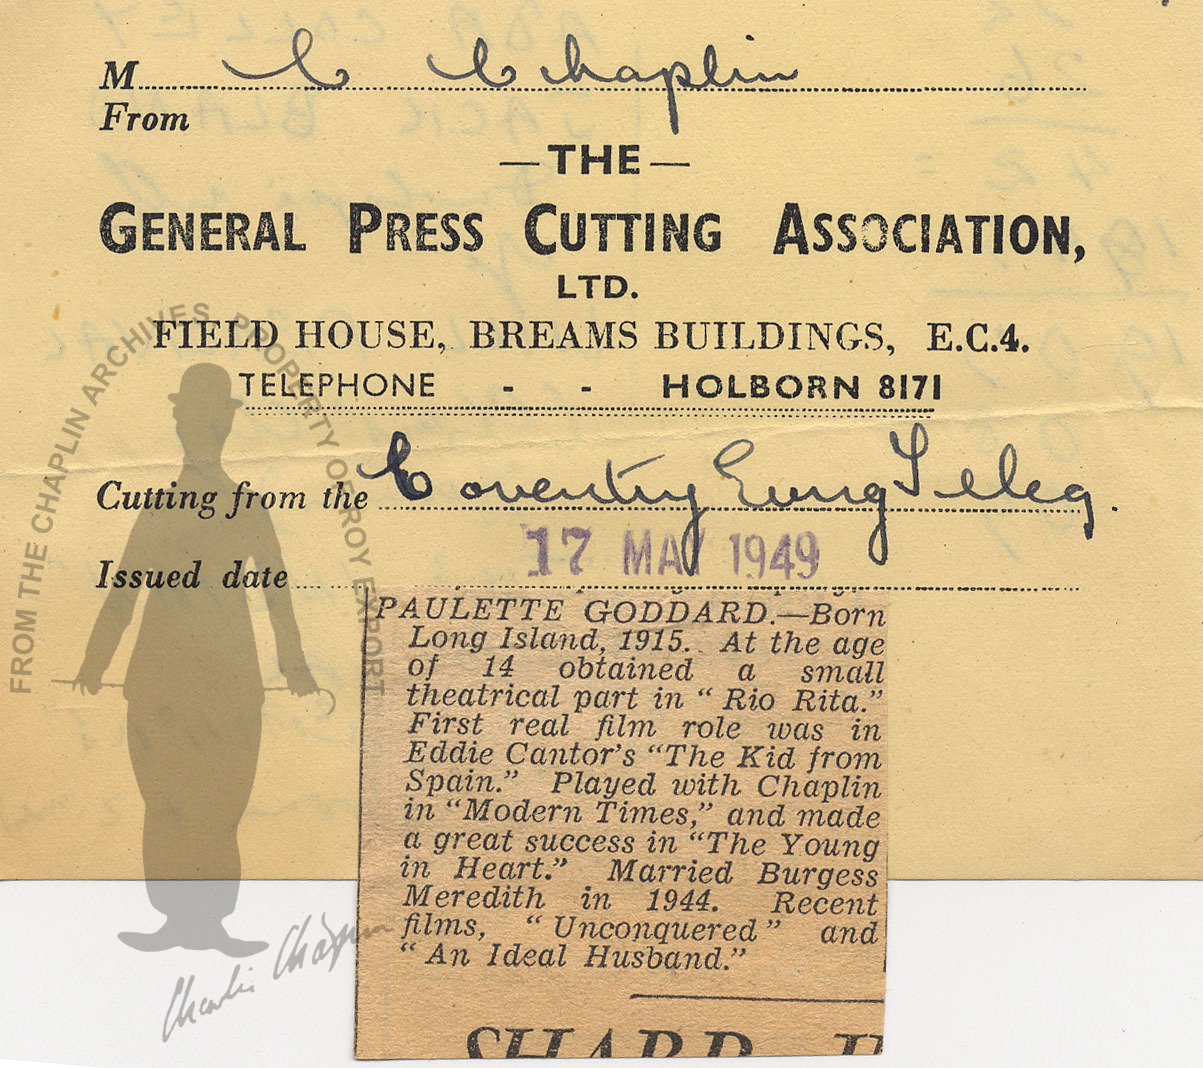 M C Chaplin
From
—THE—
GENERAL PRESS CUTTING ASSOCIATION,
LTD.
FIELD HOUSE, BREAMS BUILDINGS, E.C.4.
TELEPHONE - - HOLBORN 8171
Cutting from the Coventry Eveng Teleg.
Issued date 17 MAY 1949
PAULETTE GODDARD.—Born
Long Island, 1915. At the age
of 14 obtained a small
theatrical part in “Rio Rita.”
First real film role was in
Eddie Cantor's “The Kid from
Spain.” Played with Chaplin
in “Modern Times,” and made
a great success in “The Young
in Heart.” Married Burgess
Meredith in 1944. Recent
films, “Unconquered” and
“An Ideal Husband.”
FROM THE CHAPLIN ARCHIVES PROPERTY OF ROY EXPORT
Charlie Chaplin